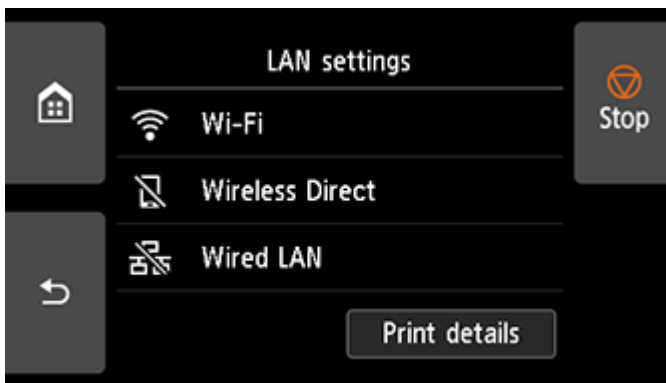 LAN settings
Wi-Fi
Wireless Direct
Wired LAN
Print details
Stop